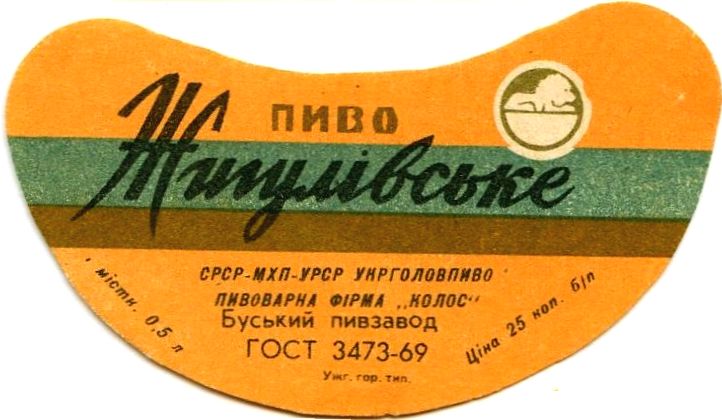 ПИВО
Жигулівське
СРСР-МХП-УРСР УКРГОЛОВПИВО
ПИВОВАРНА ФІРМА „КОЛОС“
Буський пивзавод
ГОСТ 3473-69
Ужг. гор. тип.
містк. 0,5 л
Ціна 25 коп. б/п